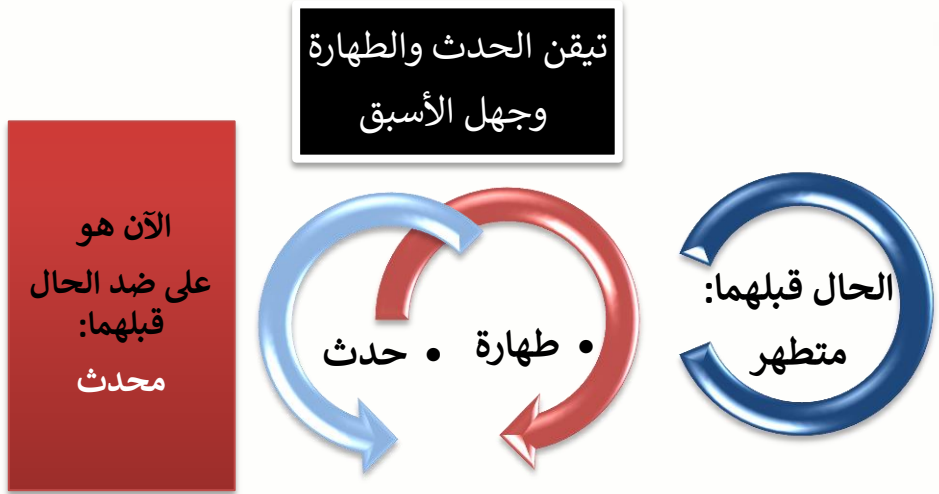 تيقن الحدث والطهارة
وجهل الأسبق
الحال قبلهما:
متطهر
• طهارة
• حدث
الآن هو
على ضد الحال
قبلهما:
محدث